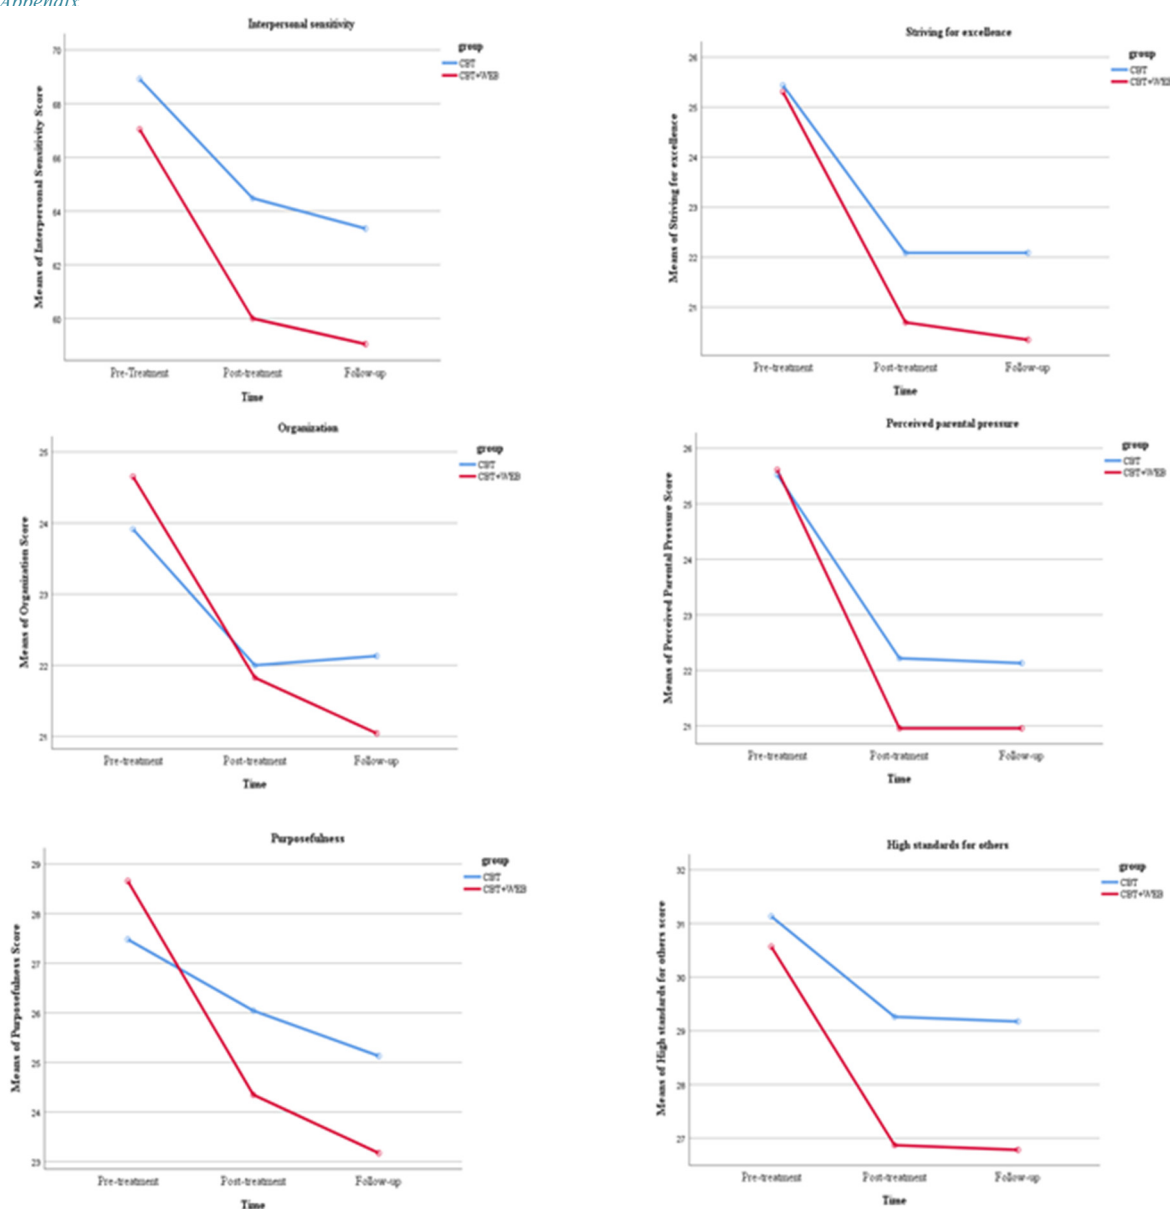 Appendix
Interpersonal sensitivity
group
CBT
CBT+WEB
Means of Interpersonal Sensitivity Score
70
68
66
64
62
60
Pre-Treatment Post-treatment Follow-up
Time
Striving for excellence
group
CBT
CBT+WEB
Means of Striving for excellence
26
25
24
23
22
21
Pre-treatment Post-treatment Follow-up
Time
Organization
group
CBT
CBT+WEB
Means of Organization Score
25
24
23
22
21
Pre-treatment Post-tratment Follow-up
Time
Perceived parental pressure
group
CBT
CBT+WEB
Means of Perceived Parental Pressure Score
26
25
24
23
22
21
Pre-treatment Post-tratment Follow-up
Time
Purposefulness
group
CBT
CBT+WEB
Means of Purposefulness Score
29
28
27
26
25
24
23
Pre-treatment Post-treatment Follow-up
Time
High standards for others
group
CBT
CBT+WEB
Means of High standards for others score
32
31
30
29
28
27
Pre-treatment Post-treatment Follow-up
Time